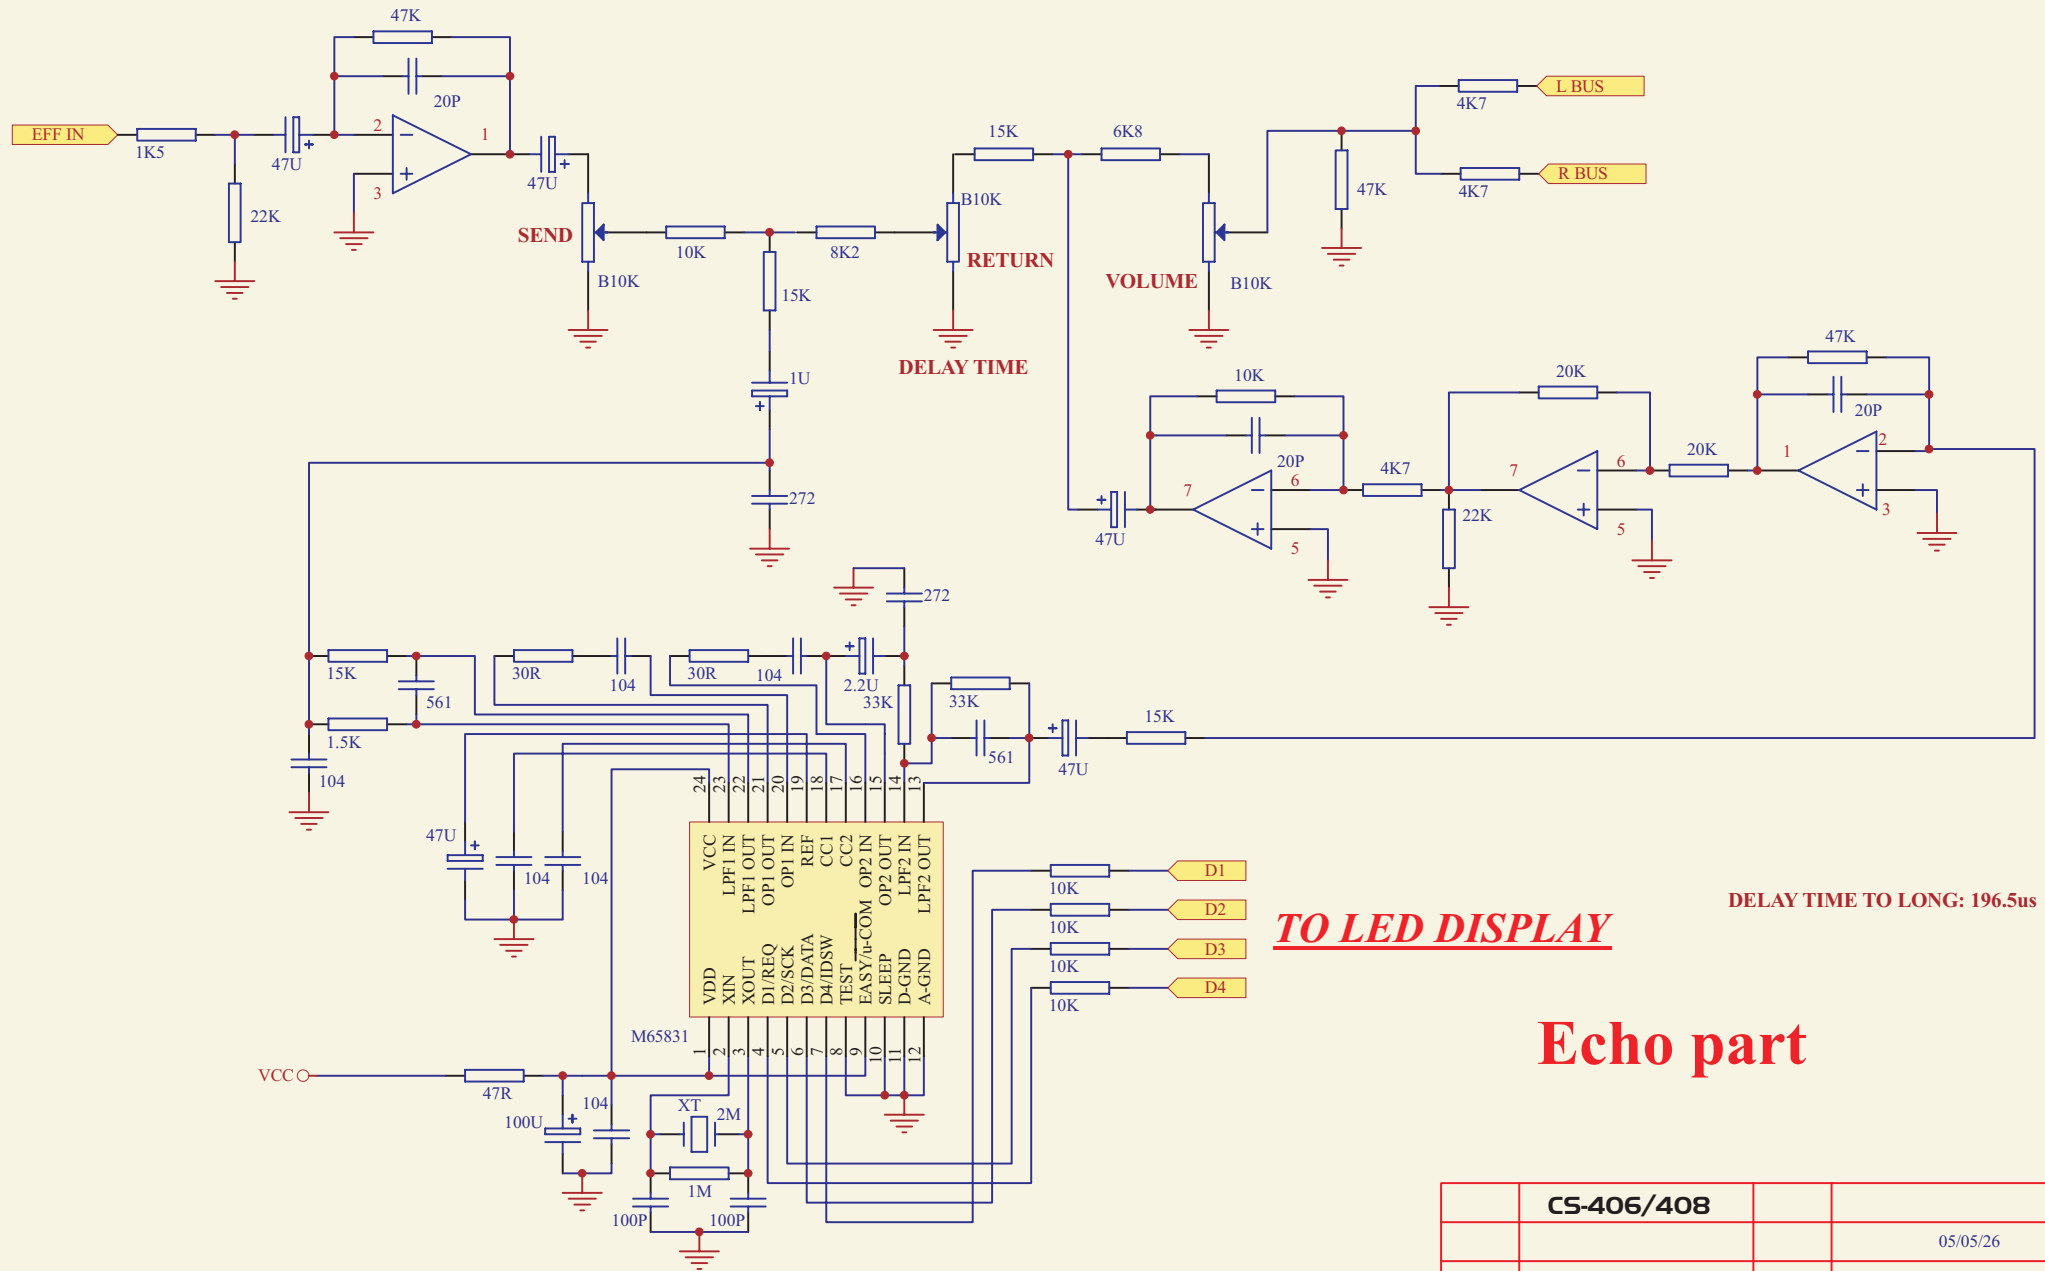 47K
20P
EFF IN
1K5
47U
2
1
3
22K
47U
SEND
B10K
10K
8K2
15K
1U
272
B10K
RETURN
DELAY TIME
15K
6K8
VOLUME
B10K
47K
4K7
L BUS
4K7
R BUS
10K
20P
47U
7
6
5
4K7
22K
20K
7
6
5
20K
47K
20P
1
2
3
15K
561
1.5K
104
30R
104
30R
104
2.2U
272
33K
33K
561
47U
15K
47U
104
104
24
23
22
21
20
19
18
17
16
15
14
13
VCC
LPF1 IN
LPF1 OUT
OP1 OUT
OP1 IN
REF
CC1
CC2
OP2 IN
OP2 OUT
LPF2 IN
LPF2 OUT
VDD
XIN
XOUT
D1/REQ
D2/SCK
D3/DATA
D4/IDSW
TEST
EASY/u-COM
SLEEP
D-GND
A-GND
M65831
1
2
3
4
5
6
7
8
9
10
11
12
10K
D1
10K
D2
10K
D3
10K
D4
TO LED DISPLAY
DELAY TIME TO LONG: 196.5us
Echo part
VCC
47R
100U
104
XT
2M
1M
100P
100P
CS-406/408
05/05/26